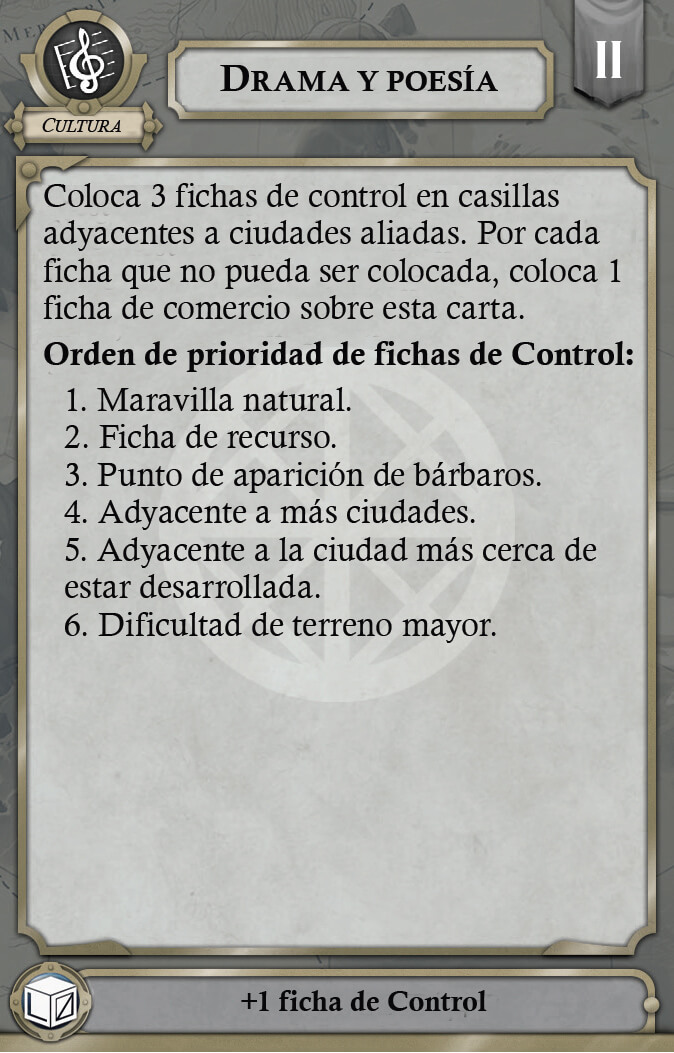 MER
DRAMA Y POESÍA
II
CULTURA
Coloca 3 fichas de control en casillas
adyacentes a ciudades aliadas. Por cada
ficha que no pueda ser colocada, coloca 1
ficha de comercio sobre esta carta.
Orden de prioridad de fichas de Control:
1. Maravilla natural.
2. Ficha de recurso.
3. Punto de aparición de bárbaros.
4. Adyacente a más ciudades.
5. Adyacente a la ciudad más cerca de
estar desarrollada.
6. Dificultad de terreno mayor.
+1 ficha de Control